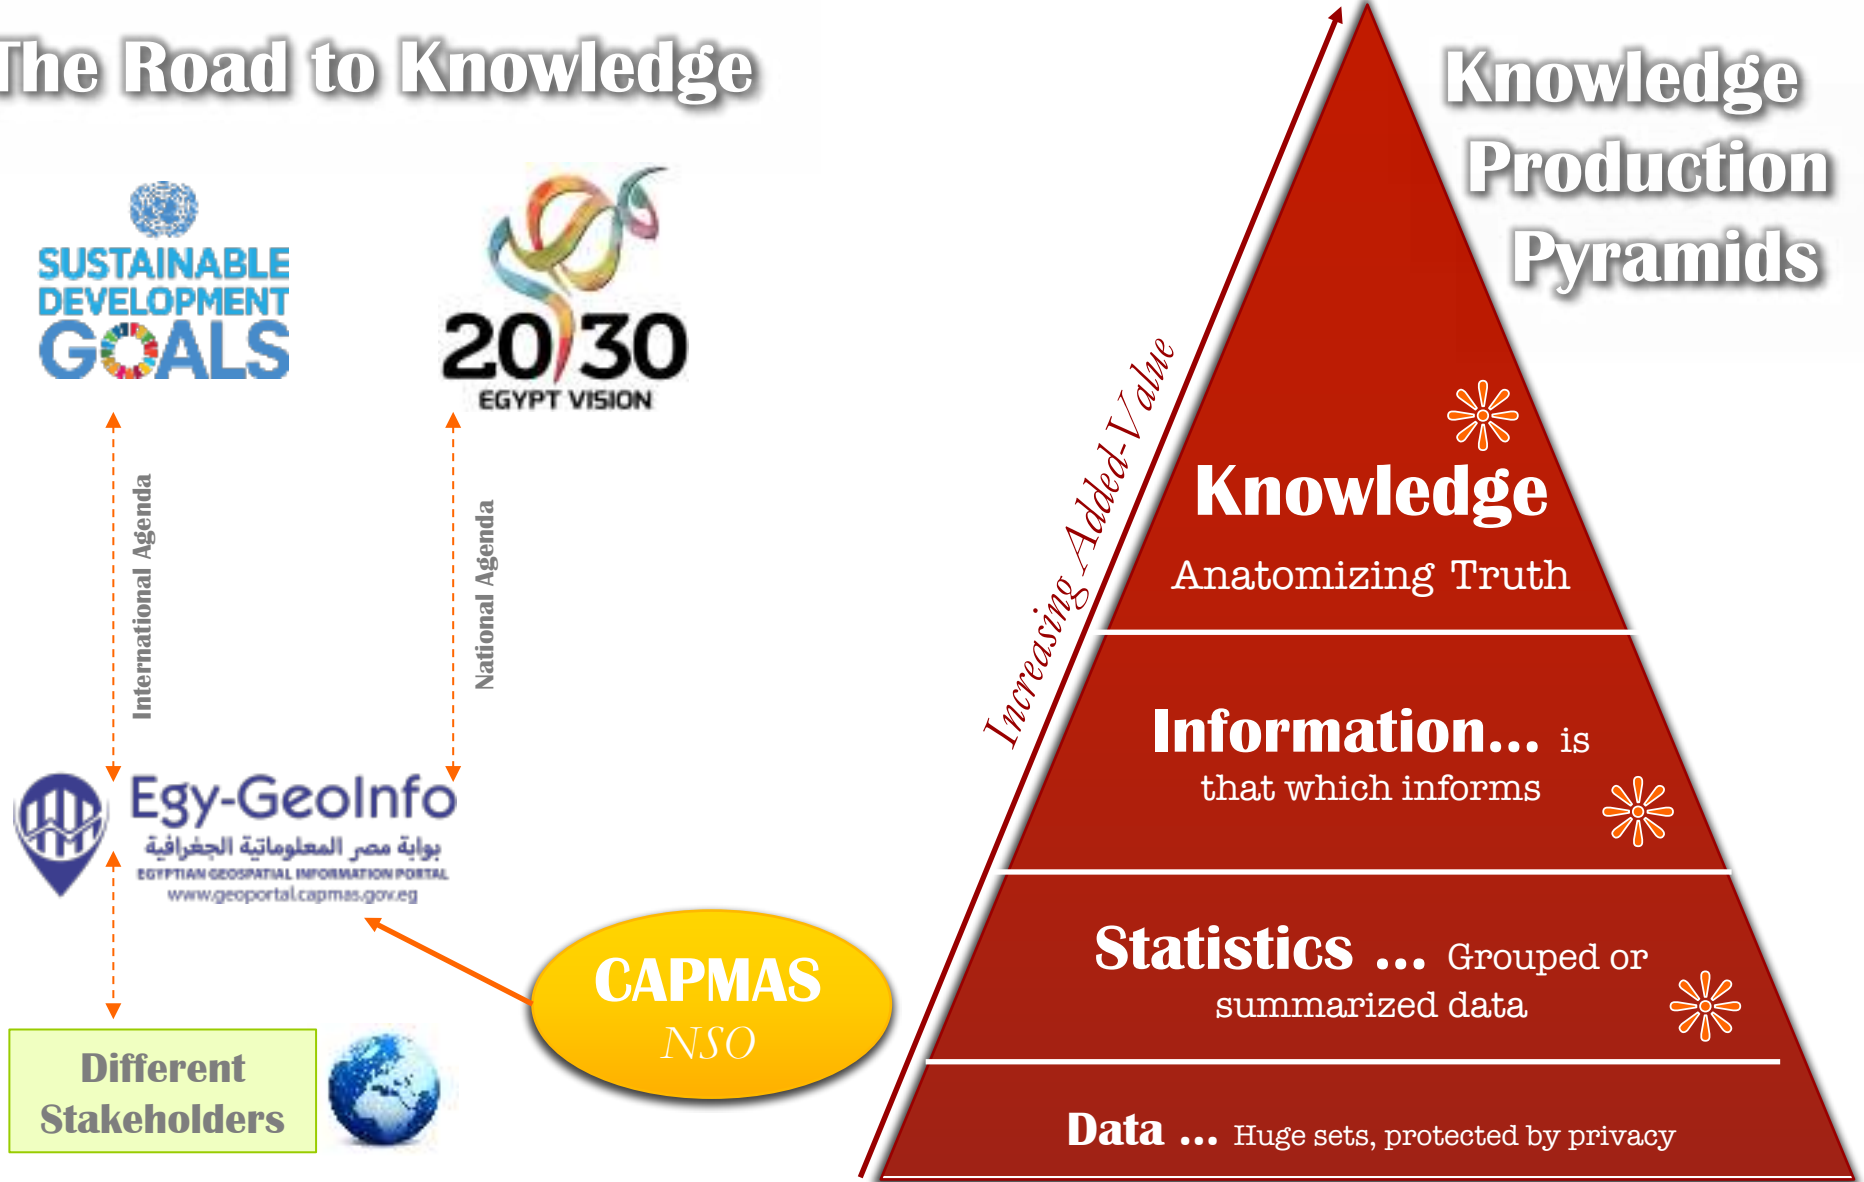 The Road to Knowledge
SUSTAINABLE
DEVELOPMENT
GOALS
2030
EGYPT VISION
International Agenda
National Agenda
Egy-GeoInfo
بوابة مصر المعلوماتية الجغرافية
EGYPTIAN GEOSPATIAL INFORMATION PORTAL
www.geoportal.capmas.gov.eg
CAPMAS
NSO
Different
Stakeholders
Knowledge
Production
Pyramids
Increasing Added-Value
Knowledge
Anatomizing Truth
Information... is
that which informs
Statistics ... Grouped or
summarized data
Data ... Huge sets, protected by privacy